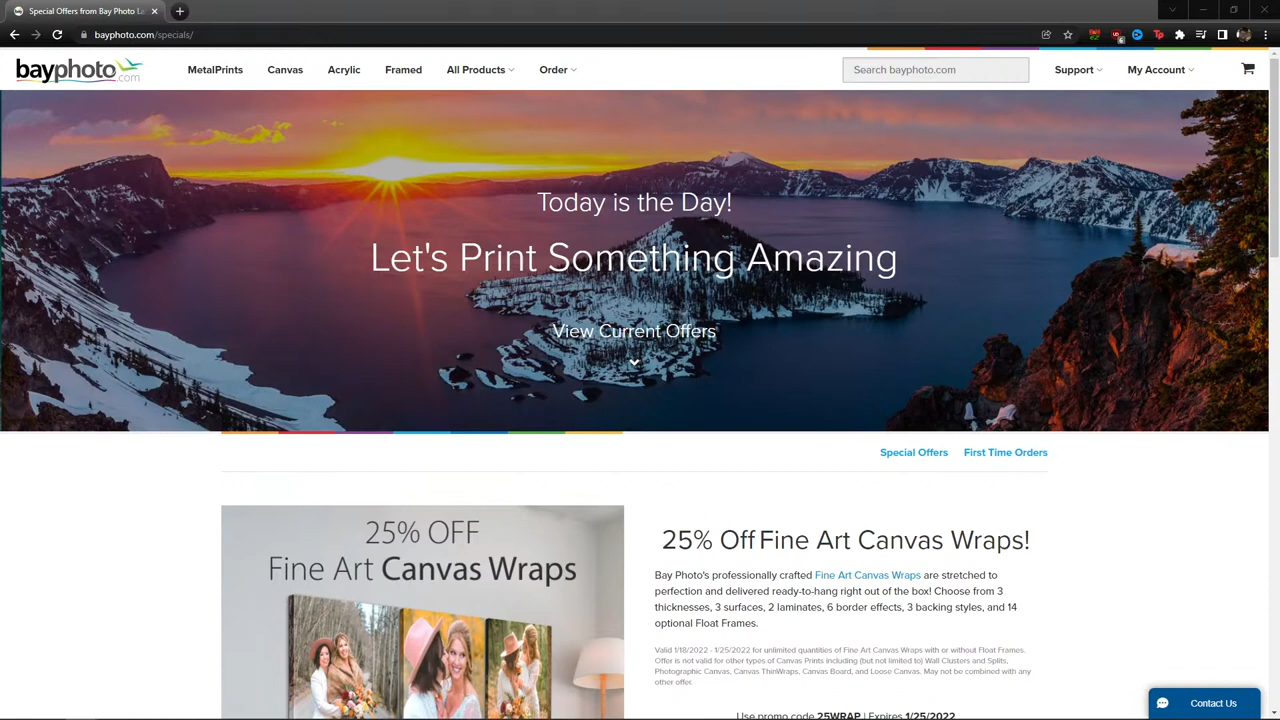 Special Offers from Bay Photo La
bayphoto.com/specials/
bayphoto.com
MetalPrints
Canvas
Acrylic
Framed
All Products
Order
Search bayphoto.com
Support
My Account
Today is the Day!
Let's Print Something Amazing
View Current Offers
Special Offers
First Time Orders
25% OFF
Fine Art Canvas Wraps
25% Off Fine Art Canvas Wraps!
Bay Photo's professionally crafted Fine Art Canvas Wraps are stretched to
perfection and delivered ready-to-hang right out of the box! Choose from 3
thicknesses, 3 surfaces, 2 laminates, 6 border effects, 3 backing styles, and 14
optional Float Frames.
Valid 1/18/2022 - 1/25/2022 for unlimited quantities of Fine Art Canvas Wraps with or without Float Frames.
Offer is not valid for other types of Canvas Prints including (but not limited to) Wall Clusters and Splits,
Photographic Canvas, Canvas ThinWraps, Canvas Board, and Loose Canvas. May not be combined with any
other offer.
Use promo code 25WRAP | Expires 1/25/2022
Contact Us